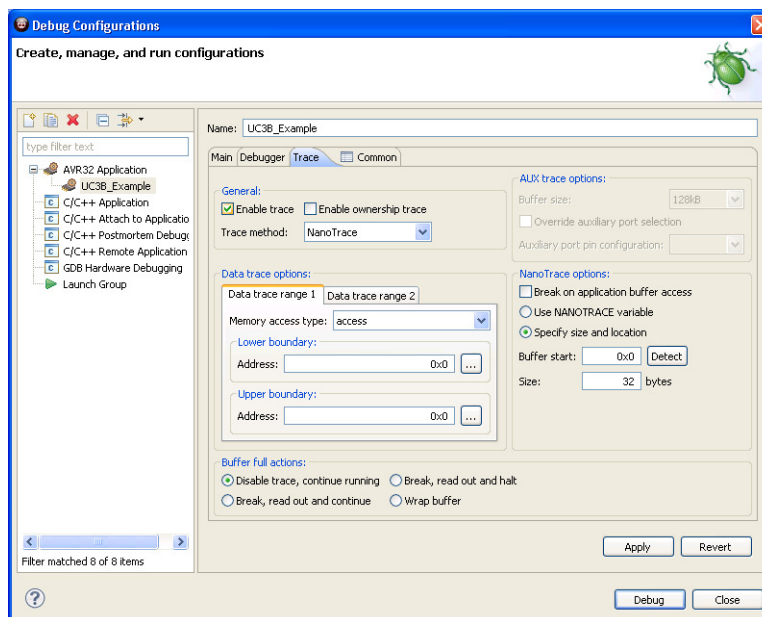 Debug Configurations
Create, manage, and run configurations
type filter text
AVR32 Application
UC3B_Example
C/C++ Application
C/C++ Attach to Applicatio
C/C++ Postmortem Debugg
C/C++ Remote Application
GDB Hardware Debugging
Launch Group
Filter matched 8 of 8 items
Name: UC3B_Example
Main Debugger Trace Common
General:
Enable trace Enable ownership trace
Trace method: NanoTrace
AUX trace options:
Buffer size: 128kB
Override auxiliary port selection
Auxiliary port pin configuration:
Data trace options:
Data trace range 1 Data trace range 2
Memory access type: access
Lower boundary:
Address: 0x0 ...
Upper boundary:
Address: 0x0 ...
NanoTrace options:
Break on application buffer access
Use NANOTRACE variable
Specify size and location
Buffer start: 0x0 Detect
Size: 32 bytes
Buffer full actions:
Disable trace, continue running Break, read out and halt
Break, read out and continue Wrap buffer
Apply Revert
? Debug Close